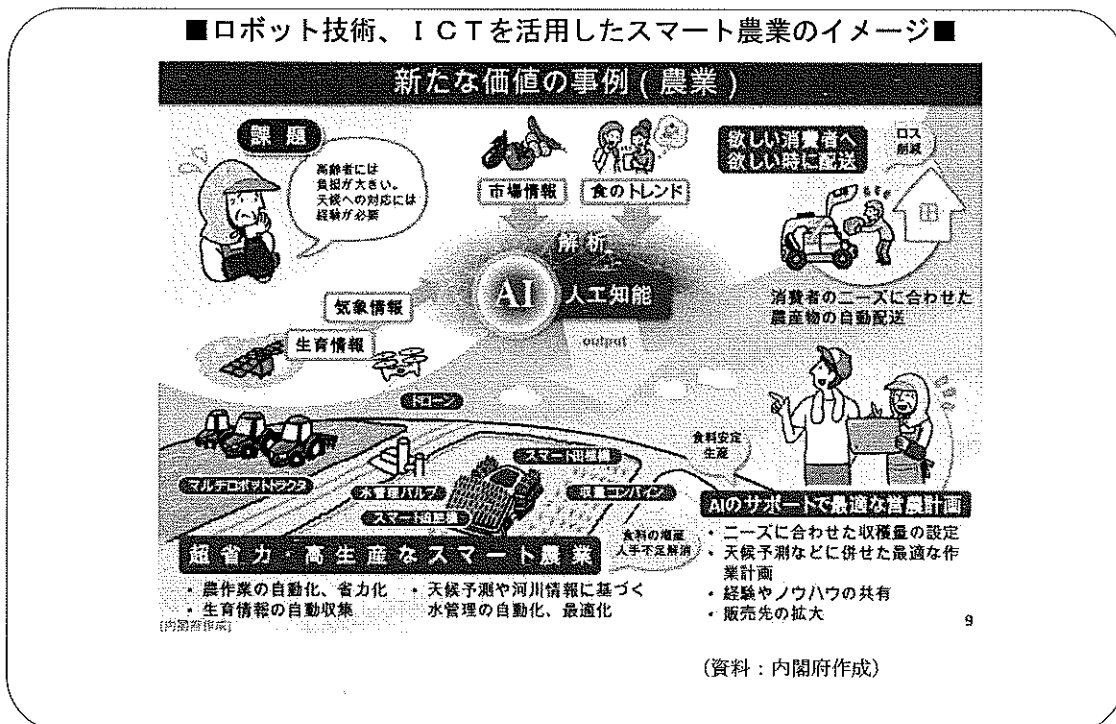 ■ロボット技術、ＩＣＴを活用したスマート農業のイメージ■
新たな価値の事例（農業）
課題
高齢者には
負担が大きい。
天候への対応には
経験が必要
市場情報
食のトレンド
欲しい消費者へ
欲しい時に配送
ロス
削減
解析
AI
人工知能
output
気象情報
生育情報
消費者のニーズに合わせた
農産物の自動配送
ドローン
マルチロボットトラクタ
水管理バルブ
スマート田植機
収量コンバイン
食料安定
生産
食料の増産
人手不足解消
超省力・高生産なスマート農業
・農作業の自動化、省力化
・生育情報の自動収集
・天候予測や河川情報に基づく
水管理の自動化、最適化
AIのサポートで最適な営農計画
・ニーズに合わせた収穫量の設定
・天候予測などに併せた最適な作
業計画
・経験やノウハウの共有
・販売先の拡大
[内閣府作成]
9
（資料：内閣府作成）